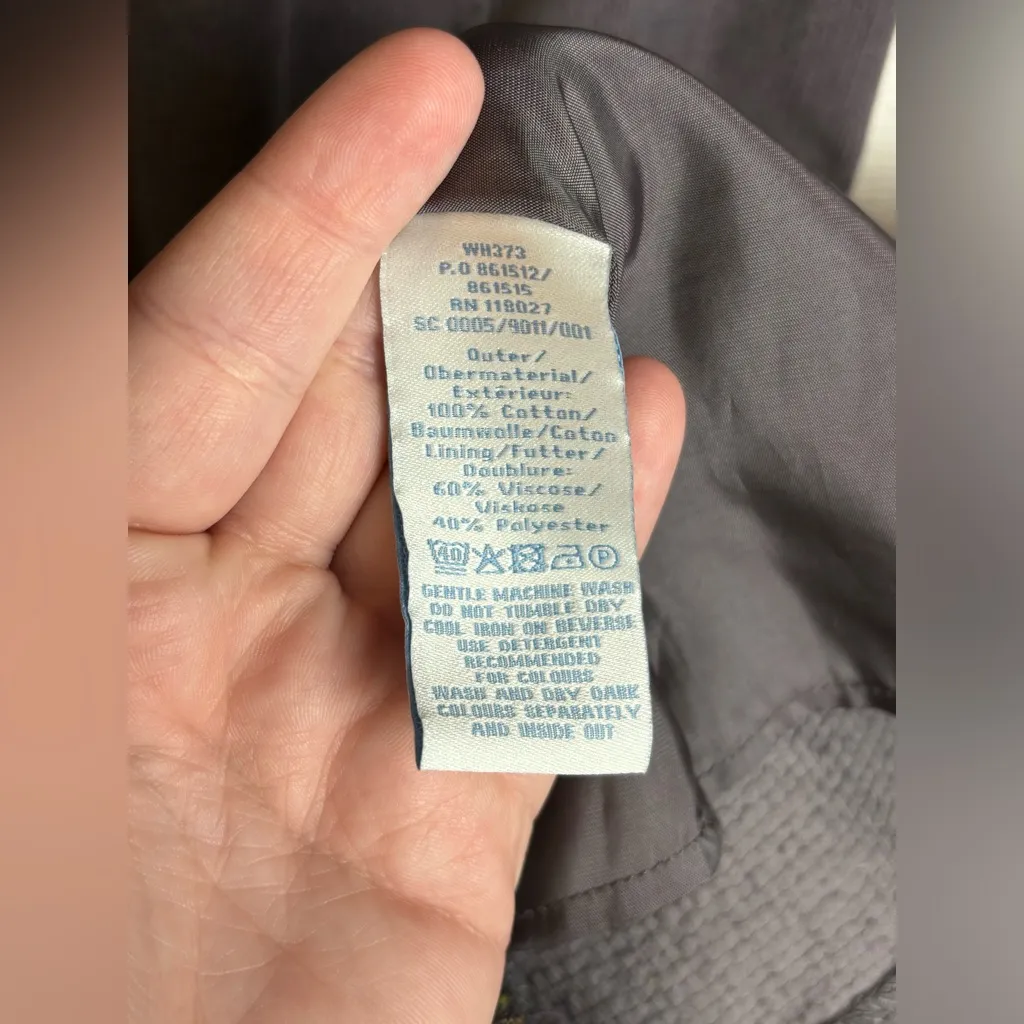 WH373
P.O 861512/
861515
RN 118027
SC 0005/9011/001
Outer/
Obermaterial/
Extérieur:
100% Cotton/
Baumwolle/Coton
Lining/Futter/
Doublure:
60% Viscose/
Viskose
40% Polyester
40 P
GENTLE MACHINE WASH
DO NOT TUMBLE DRY
COOL IRON ON REVERSE
USE DETERGENT
RECOMMENDED
FOR COLOURS
WASH AND DRY DARK
COLOURS SEPARATELY
AND INSIDE OUT